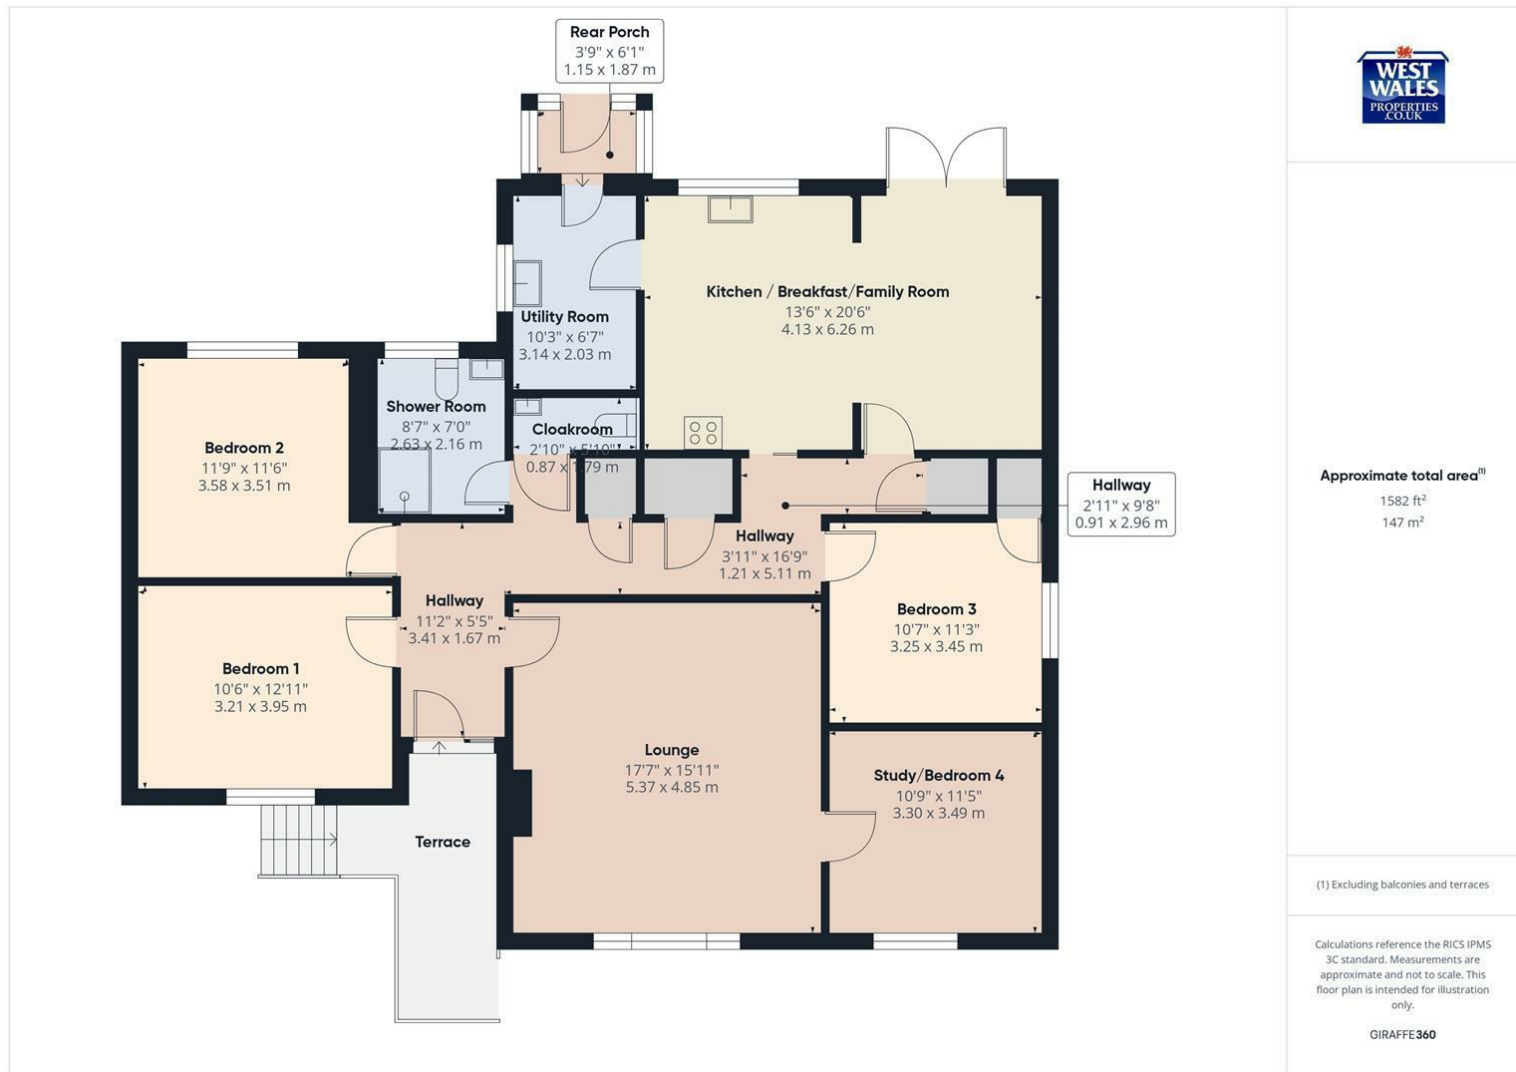 Rear Porch
3'9" x 6'1"
1.15 x 1.87 m
WEST
WALES
PROPERTIES
.CO.UK
Kitchen / Breakfast/Family Room
13'6" x 20'6"
4.13 x 6.26 m
Utility Room
10'3" x 6'7"
3.14 x 2.03 m
Shower Room
8'7" x 7'0"
2.63 x 2.16 m
Cloakroom
2'10" x 5'10"
0.87 x 1.79 m
Bedroom 2
11'9" x 11'6"
3.58 x 3.51 m
Hallway
2'11" x 9'8"
0.91 x 2.96 m
Hallway
3'11" x 16'9"
1.21 x 5.11 m
Hallway
11'2" x 5'5"
3.41 x 1.67 m
Bedroom 3
10'7" x 11'3"
3.25 x 3.45 m
Bedroom 1
10'6" x 12'11"
3.21 x 3.95 m
Lounge
17'7" x 15'11"
5.37 x 4.85 m
Study/Bedroom 4
10'9" x 11'5"
3.30 x 3.49 m
Terrace
Approximate total area⁽¹⁾
1582 ft²
147 m²
(1) Excluding balconies and terraces
Calculations reference the RICS IPMS
3C standard. Measurements are
approximate and not to scale. This
floor plan is intended for illustration
only.
GIRAFFE360